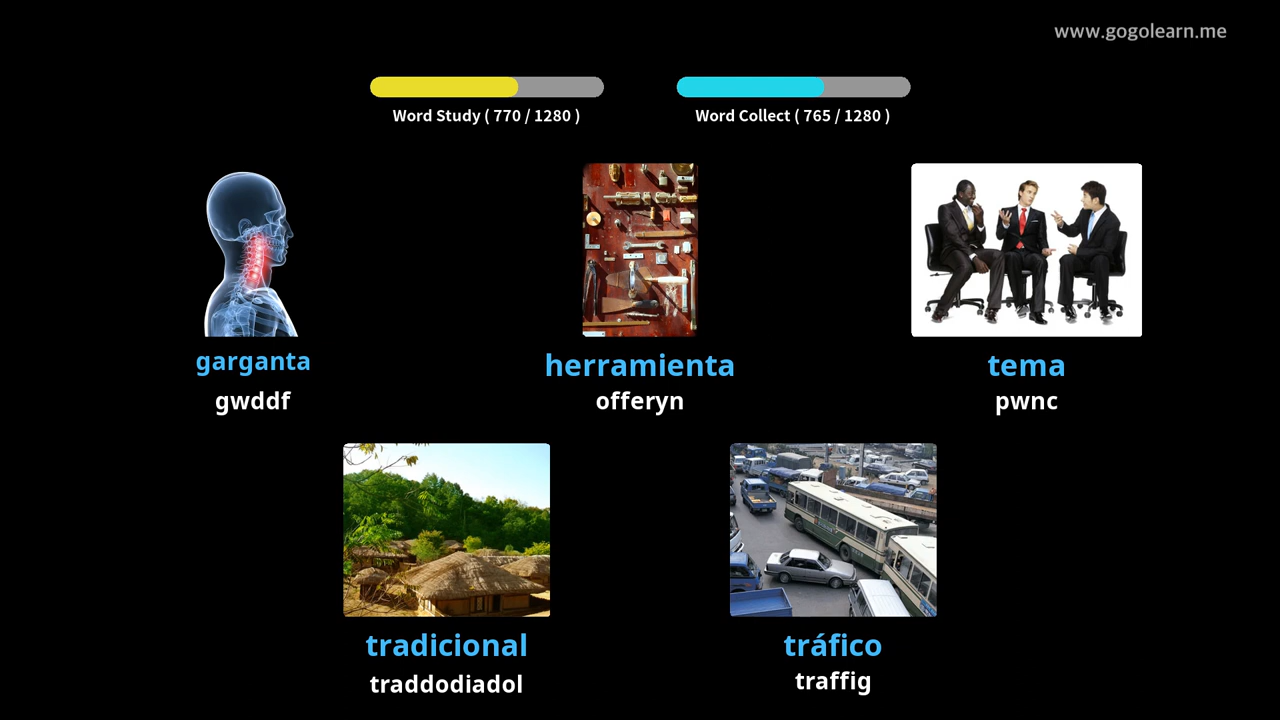 www.gogolearn.me
Word Study ( 770 / 1280 )
Word Collect ( 765 / 1280 )
garganta
gwddf
herramienta
offeryn
tema
pwnc
tradicional
traddodiadol
tráfico
traffig